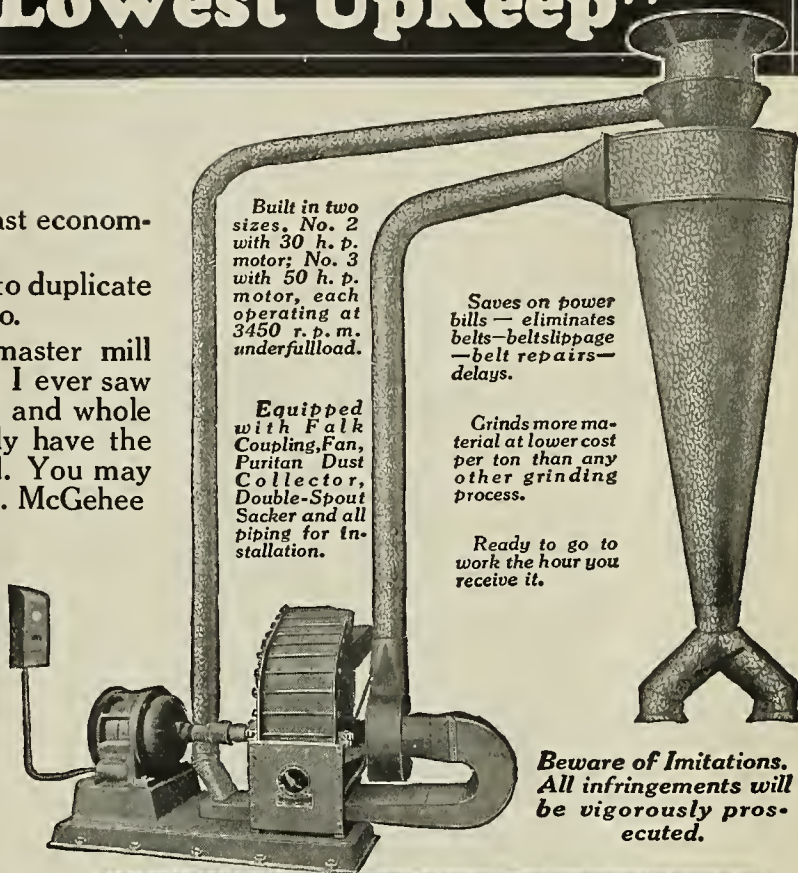 Lowest Upkeep"
ast econom-
to duplicate
o.
master mill
I ever saw
and whole
ly have the
l. You may
. McGehee
Built in two
sizes. No. 2
with 30 h. p.
motor; No. 3
with 50 h. p.
motor, each
operating at
3450 r. p. m.
underfullload.
Equipped
with Falk
Coupling,Fan,
Puritan Dust
Collector,
Double-Spout
Sacker and all
piping for in-
stallation.
Saves on power
bills — eliminates
belts—beltslippage
—belt repairs—
delays.
Grinds more ma-
terial at lower cost
per ton than any
other grinding
process.
Ready to go to
work the hour you
receive it.
Beware of Imitations.
All infringements will
be vigorously pros-
ecuted.